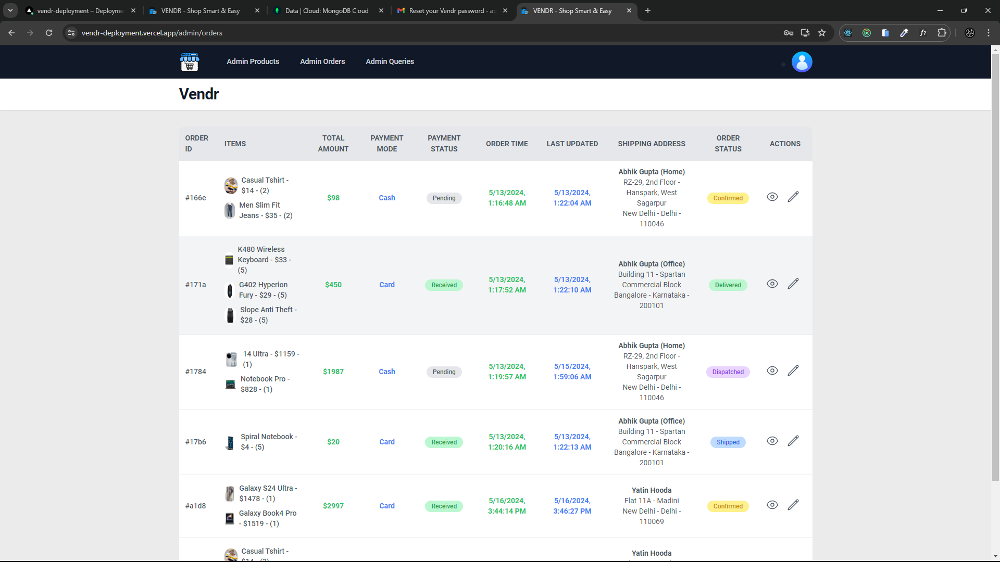 vendr-deployment – Deployme
VENDR - Shop Smart & Easy
Data | Cloud: MongoDB Cloud
Reset your Vendr password - ab
VENDR - Shop Smart & Easy
vendr-deployment.vercel.app/admin/orders
f?
Admin Products
Admin Orders
Admin Queries
Vendr
ORDER
ID
ITEMS
TOTAL
AMOUNT
PAYMENT
MODE
PAYMENT
STATUS
ORDER TIME
LAST UPDATED
SHIPPING ADDRESS
ORDER
STATUS
ACTIONS
#166e
Casual Tshirt -
$14 - (2)
Men Slim Fit
Jeans - $35 - (2)
$98
Cash
Pending
5/13/2024,
1:16:48 AM
5/13/2024,
1:22:04 AM
Abhik Gupta (Home)
RZ-29, 2nd Floor -
Hanspark, West
Sagarpur
New Delhi - Delhi -
110046
Confirmed
#171a
K480 Wireless
Keyboard - $33 -
(5)
G402 Hyperion
Fury - $29 - (5)
Slope Anti Theft -
$28 - (5)
$450
Card
Received
5/13/2024,
1:17:52 AM
5/13/2024,
1:22:10 AM
Abhik Gupta (Office)
Building 11 - Spartan
Commercial Block
Bangalore - Karnataka -
200101
Delivered
#1784
14 Ultra - $1159 -
(1)
Notebook Pro -
$828 - (1)
$1987
Cash
Pending
5/13/2024,
1:19:57 AM
5/15/2024,
1:59:06 AM
Abhik Gupta (Home)
RZ-29, 2nd Floor -
Hanspark, West
Sagarpur
New Delhi - Delhi -
110046
Dispatched
#17b6
Spiral Notebook -
$4 - (5)
$20
Card
Received
5/13/2024,
1:20:16 AM
5/13/2024,
1:22:13 AM
Abhik Gupta (Office)
Building 11 - Spartan
Commercial Block
Bangalore - Karnataka -
200101
Shipped
#a1d8
Galaxy S24 Ultra -
$1478 - (1)
Galaxy Book4 Pro
- $1519 - (1)
$2997
Card
Received
5/16/2024,
3:44:14 PM
5/16/2024,
3:46:27 PM
Yatin Hooda
Flat 11A - Madini
New Delhi - Delhi -
110069
Confirmed
Casual Tshirt -
Yatin Hooda